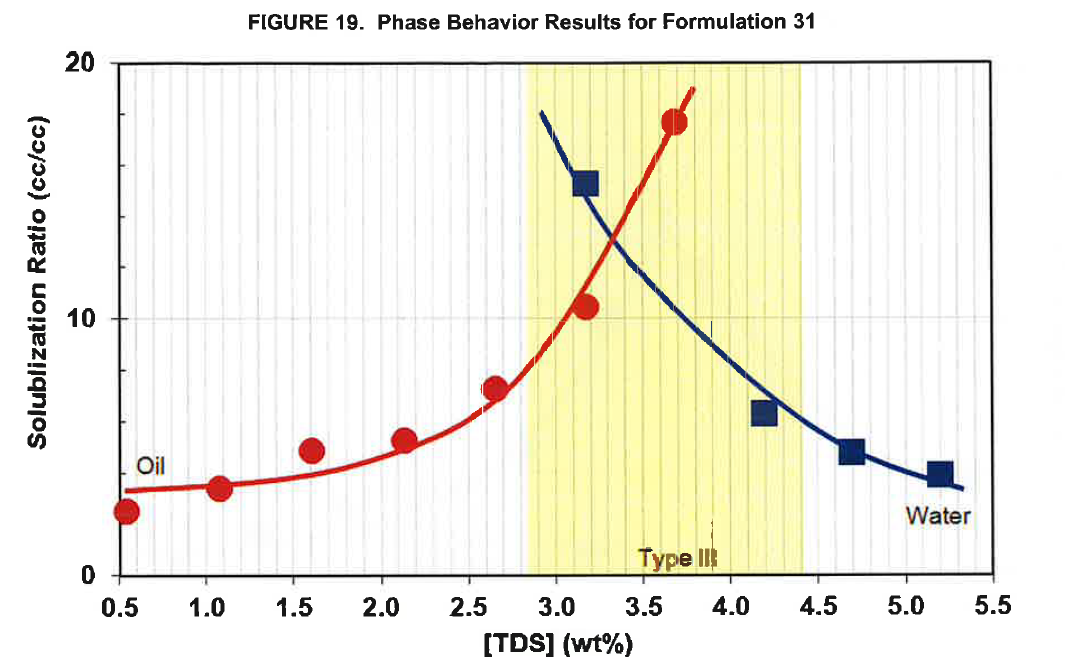 FIGURE 19. Phase Behavior Results for Formulation 31
20
10
0
Solublization Ratio (cc/cc)
Oil
Water
Type III
0.5 1.0 1.5 2.0 2.5 3.0 3.5 4.0 4.5 5.0 5.5
[TDS] (wt%)